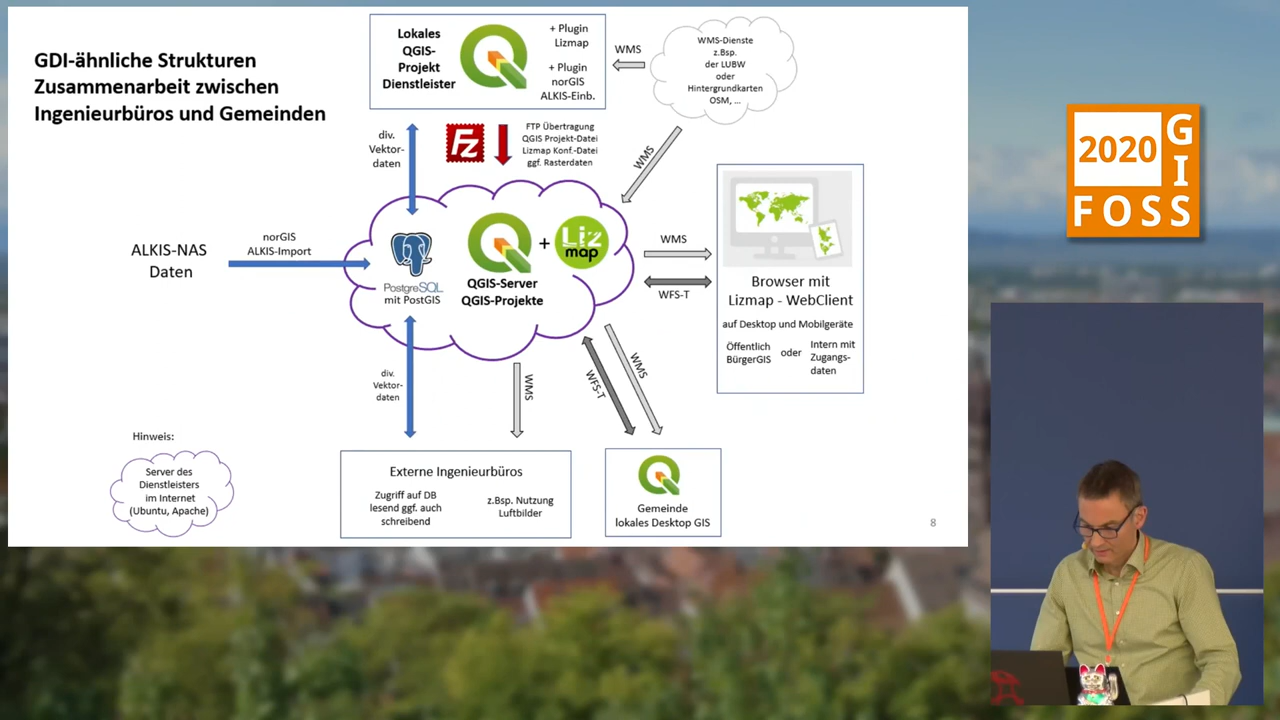 GDI-ähnliche Strukturen
Zusammenarbeit zwischen
Ingenieurbüros und Gemeinden
Lokales
QGIS-
Projekt
Dienstleister
+ Plugin
Lizmap
+ Plugin
norGIS
ALKIS-Einb.
WMS
WMS-Dienste
z.Bsp.
der LUBW
oder
Hintergrundkarten
OSM, ...
div.
Vektor-
daten
Fz
FTP Übertragung
QGIS Projekt-Datei
Lizmap Konf.-Datei
ggf. Rasterdaten
WMS
ALKIS-NAS
Daten
norGIS
ALKIS-Import
PostgreSQL
mit PostGIS
+
Liz
map
QGIS-Server
QGIS-Projekte
WMS
WFS-T
Browser mit
Lizmap - WebClient
auf Desktop und Mobilgeräte
Öffentlich
BürgerGIS
oder
Intern mit
Zugangs-
daten
div.
Vektor-
daten
WMS
WFS-T
WMS
Hinweis:
Server des
Dienstleisters
im Internet
(Ubuntu, Apache)
Externe Ingenieurbüros
Zugriff auf DB
lesend ggf. auch
schreibend
z.Bsp. Nutzung
Luftbilder
Gemeinde
lokales Desktop GIS
8
2020
GIS
FOSS